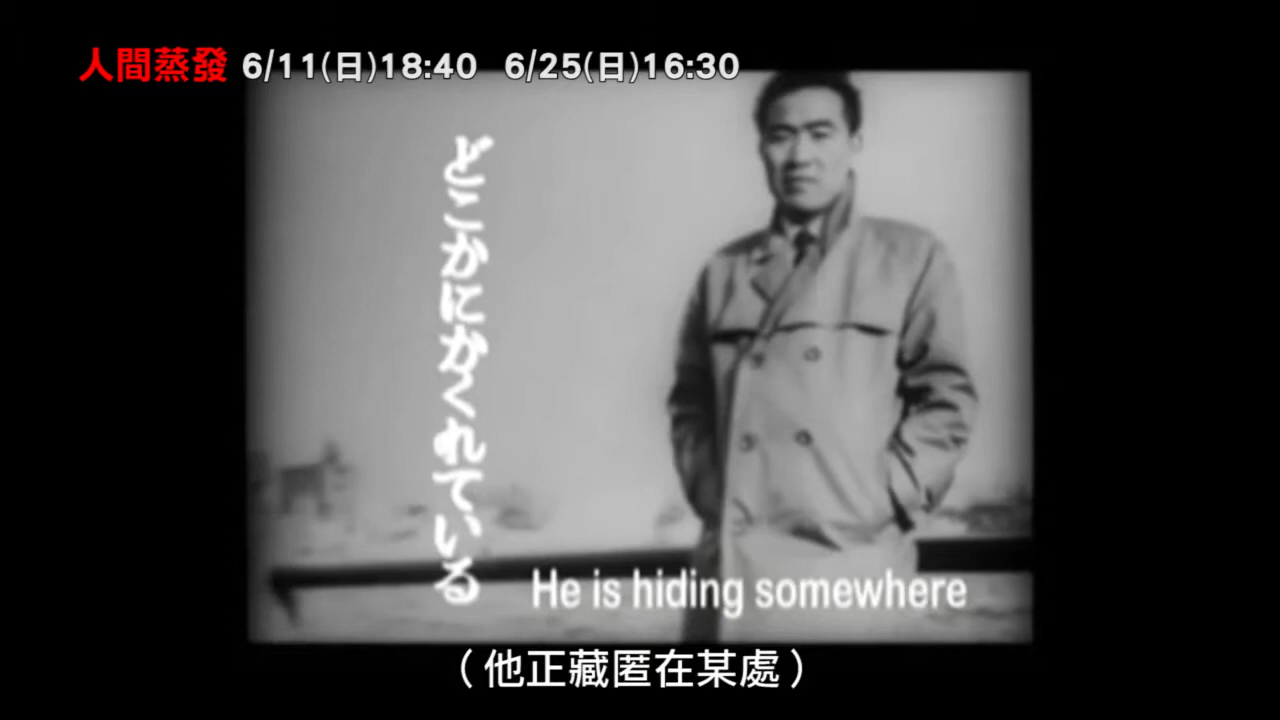 人間蒸發 6/11(日)18:40 6/25(日)16:30
どこかにかくれている
He is hiding somewhere
（他正藏匿在某處）